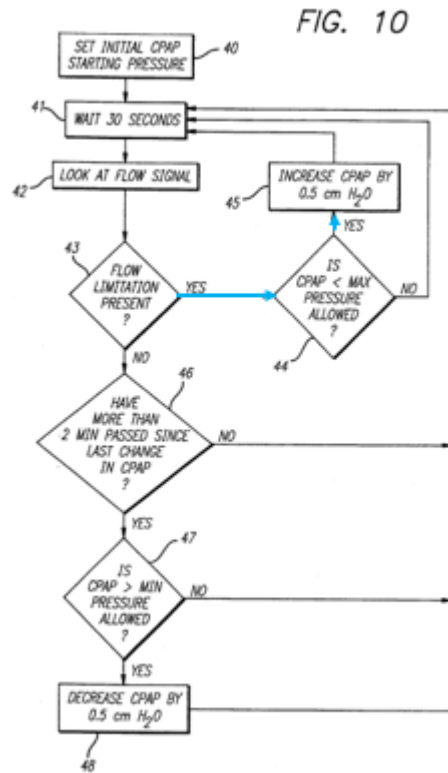 FIG. 10
SET INITIAL CPAP
STARTING PRESSURE
40
41
WAIT 30 SECONDS
LOOK AT FLOW SIGNAL
42
INCREASE CPAP BY
0.5 cm H2O
45
YES
43
FLOW
LIMITATION
PRESENT
?
YES
IS
CPAP < MAX
PRESSURE
ALLOWED
?
NO
44
NO
46
HAVE
MORE THAN
2 MIN PASSED SINCE
LAST CHANGE
IN CPAP
?
NO
YES
47
IS
CPAP > MIN
PRESSURE
ALLOWED
?
NO
YES
DECREASE CPAP BY
0.5 cm H2O
48